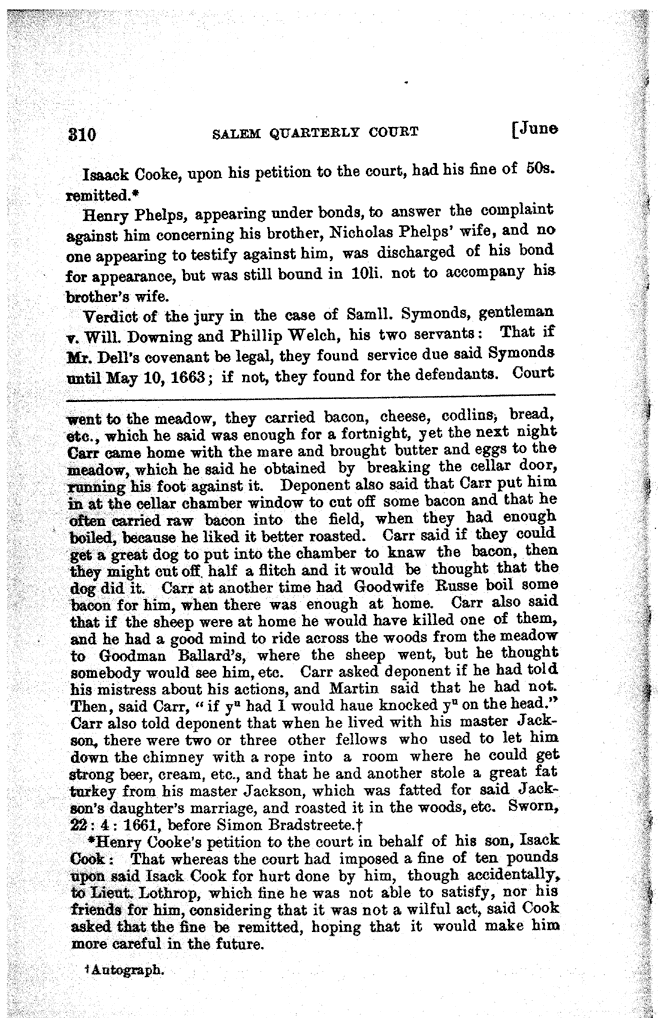 310 SALEM QUARTERLY COURT [June
Isaack Cooke, upon his petition to the court, had his fine of 50s.
remitted.*
Henry Phelps, appearing under bonds, to answer the complaint
against him concerning his brother, Nicholas Phelps' wife, and no
one appearing to testify against him, was discharged of his bond
for appearance, but was still bound in 10li. not to accompany his
brother's wife.
Verdict of the jury in the case of Samll. Symonds, gentleman
v. Will. Downing and Phillip Welch, his two servants: That if
Mr. Dell's covenant be legal, they found service due said Symonds
until May 10, 1663; if not, they found for the defendants. Court
went to the meadow, they carried bacon, cheese, codlins, bread,
etc., which he said was enough for a fortnight, yet the next night
Carr came home with the mare and brought butter and eggs to the
meadow, which he said he obtained by breaking the cellar door,
running his foot against it. Deponent also said that Carr put him
in at the cellar chamber window to cut off some bacon and that he
often carried raw bacon into the field, when they had enough
boiled, because he liked it better roasted. Carr said if they could
get a great dog to put into the chamber to knaw the bacon, then
they might cut off half a flitch and it would be thought that the
dog did it. Carr at another time had Goodwife Russe boil some
bacon for him, when there was enough at home. Carr also said
that if the sheep were at home he would have killed one of them,
and he had a good mind to ride across the woods from the meadow
to Goodman Ballard's, where the sheep went, but he thought
somebody would see him, etc. Carr asked deponent if he had told
his mistress about his actions, and Martin said that he had not.
Then, said Carr, "if yⁿ had I would haue knocked yⁿ on the head."
Carr also told deponent that when he lived with his master Jack-
son, there were two or three other fellows who used to let him
down the chimney with a rope into a room where he could get
strong beer, cream, etc., and that he and another stole a great fat
turkey from his master Jackson, which was fatted for said Jack-
son's daughter's marriage, and roasted it in the woods, etc. Sworn,
22 : 4 : 1661, before Simon Bradstreete.†
*Henry Cooke's petition to the court in behalf of his son, Isack
Cook: That whereas the court had imposed a fine of ten pounds
upon said Isack Cook for hurt done by him, though accidentally,
to Lieut. Lothrop, which fine he was not able to satisfy, nor his
friends for him, considering that it was not a wilful act, said Cook
asked that the fine be remitted, hoping that it would make him
more careful in the future.
†Autograph.